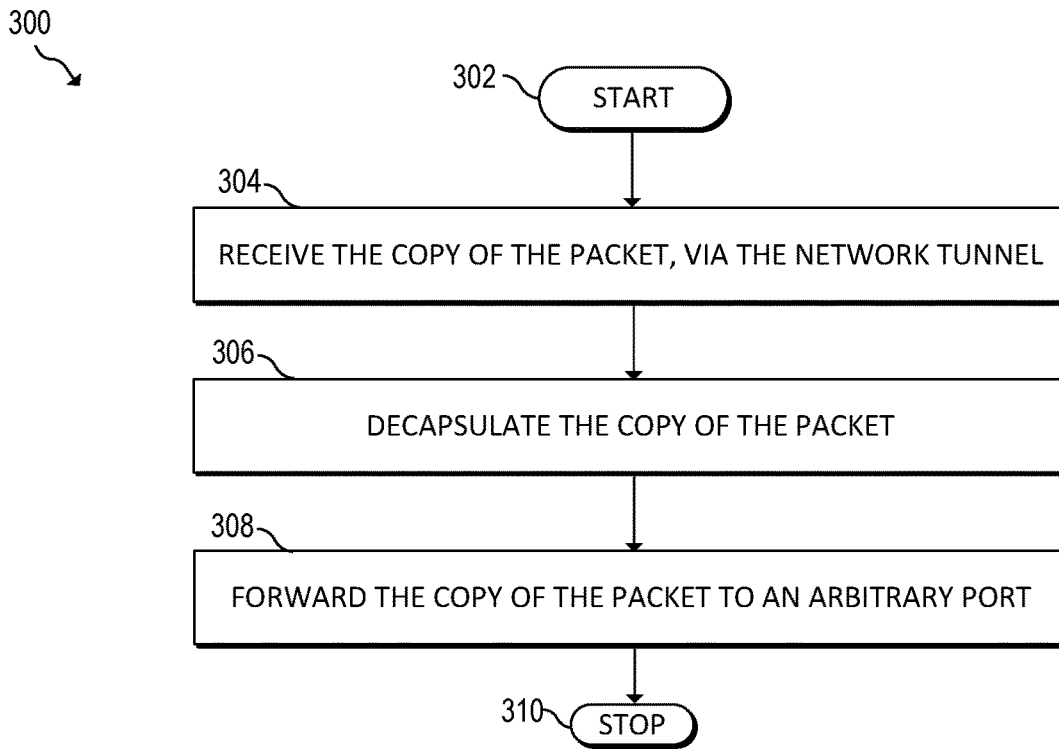 300
302
START
304
RECEIVE THE COPY OF THE PACKET, VIA THE NETWORK TUNNEL
306
DECAPSULATE THE COPY OF THE PACKET
308
FORWARD THE COPY OF THE PACKET TO AN ARBITRARY PORT
310
STOP